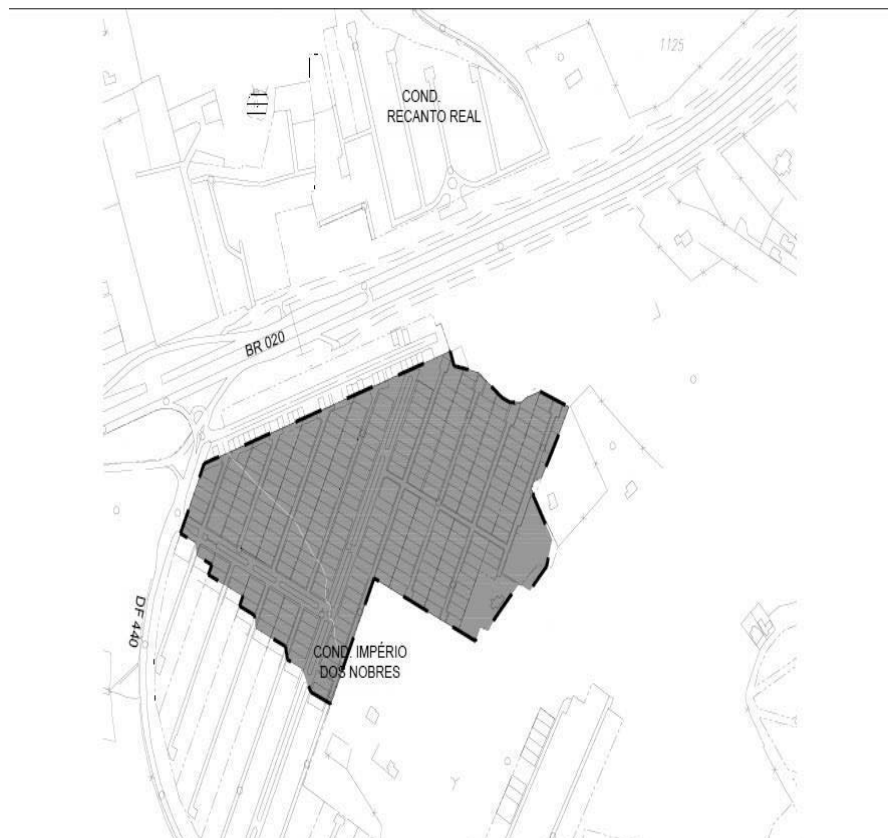 1125
COND.
RECANTO REAL
BR 020
DF 440
COND. IMPÉRIO
DOS NOBRES